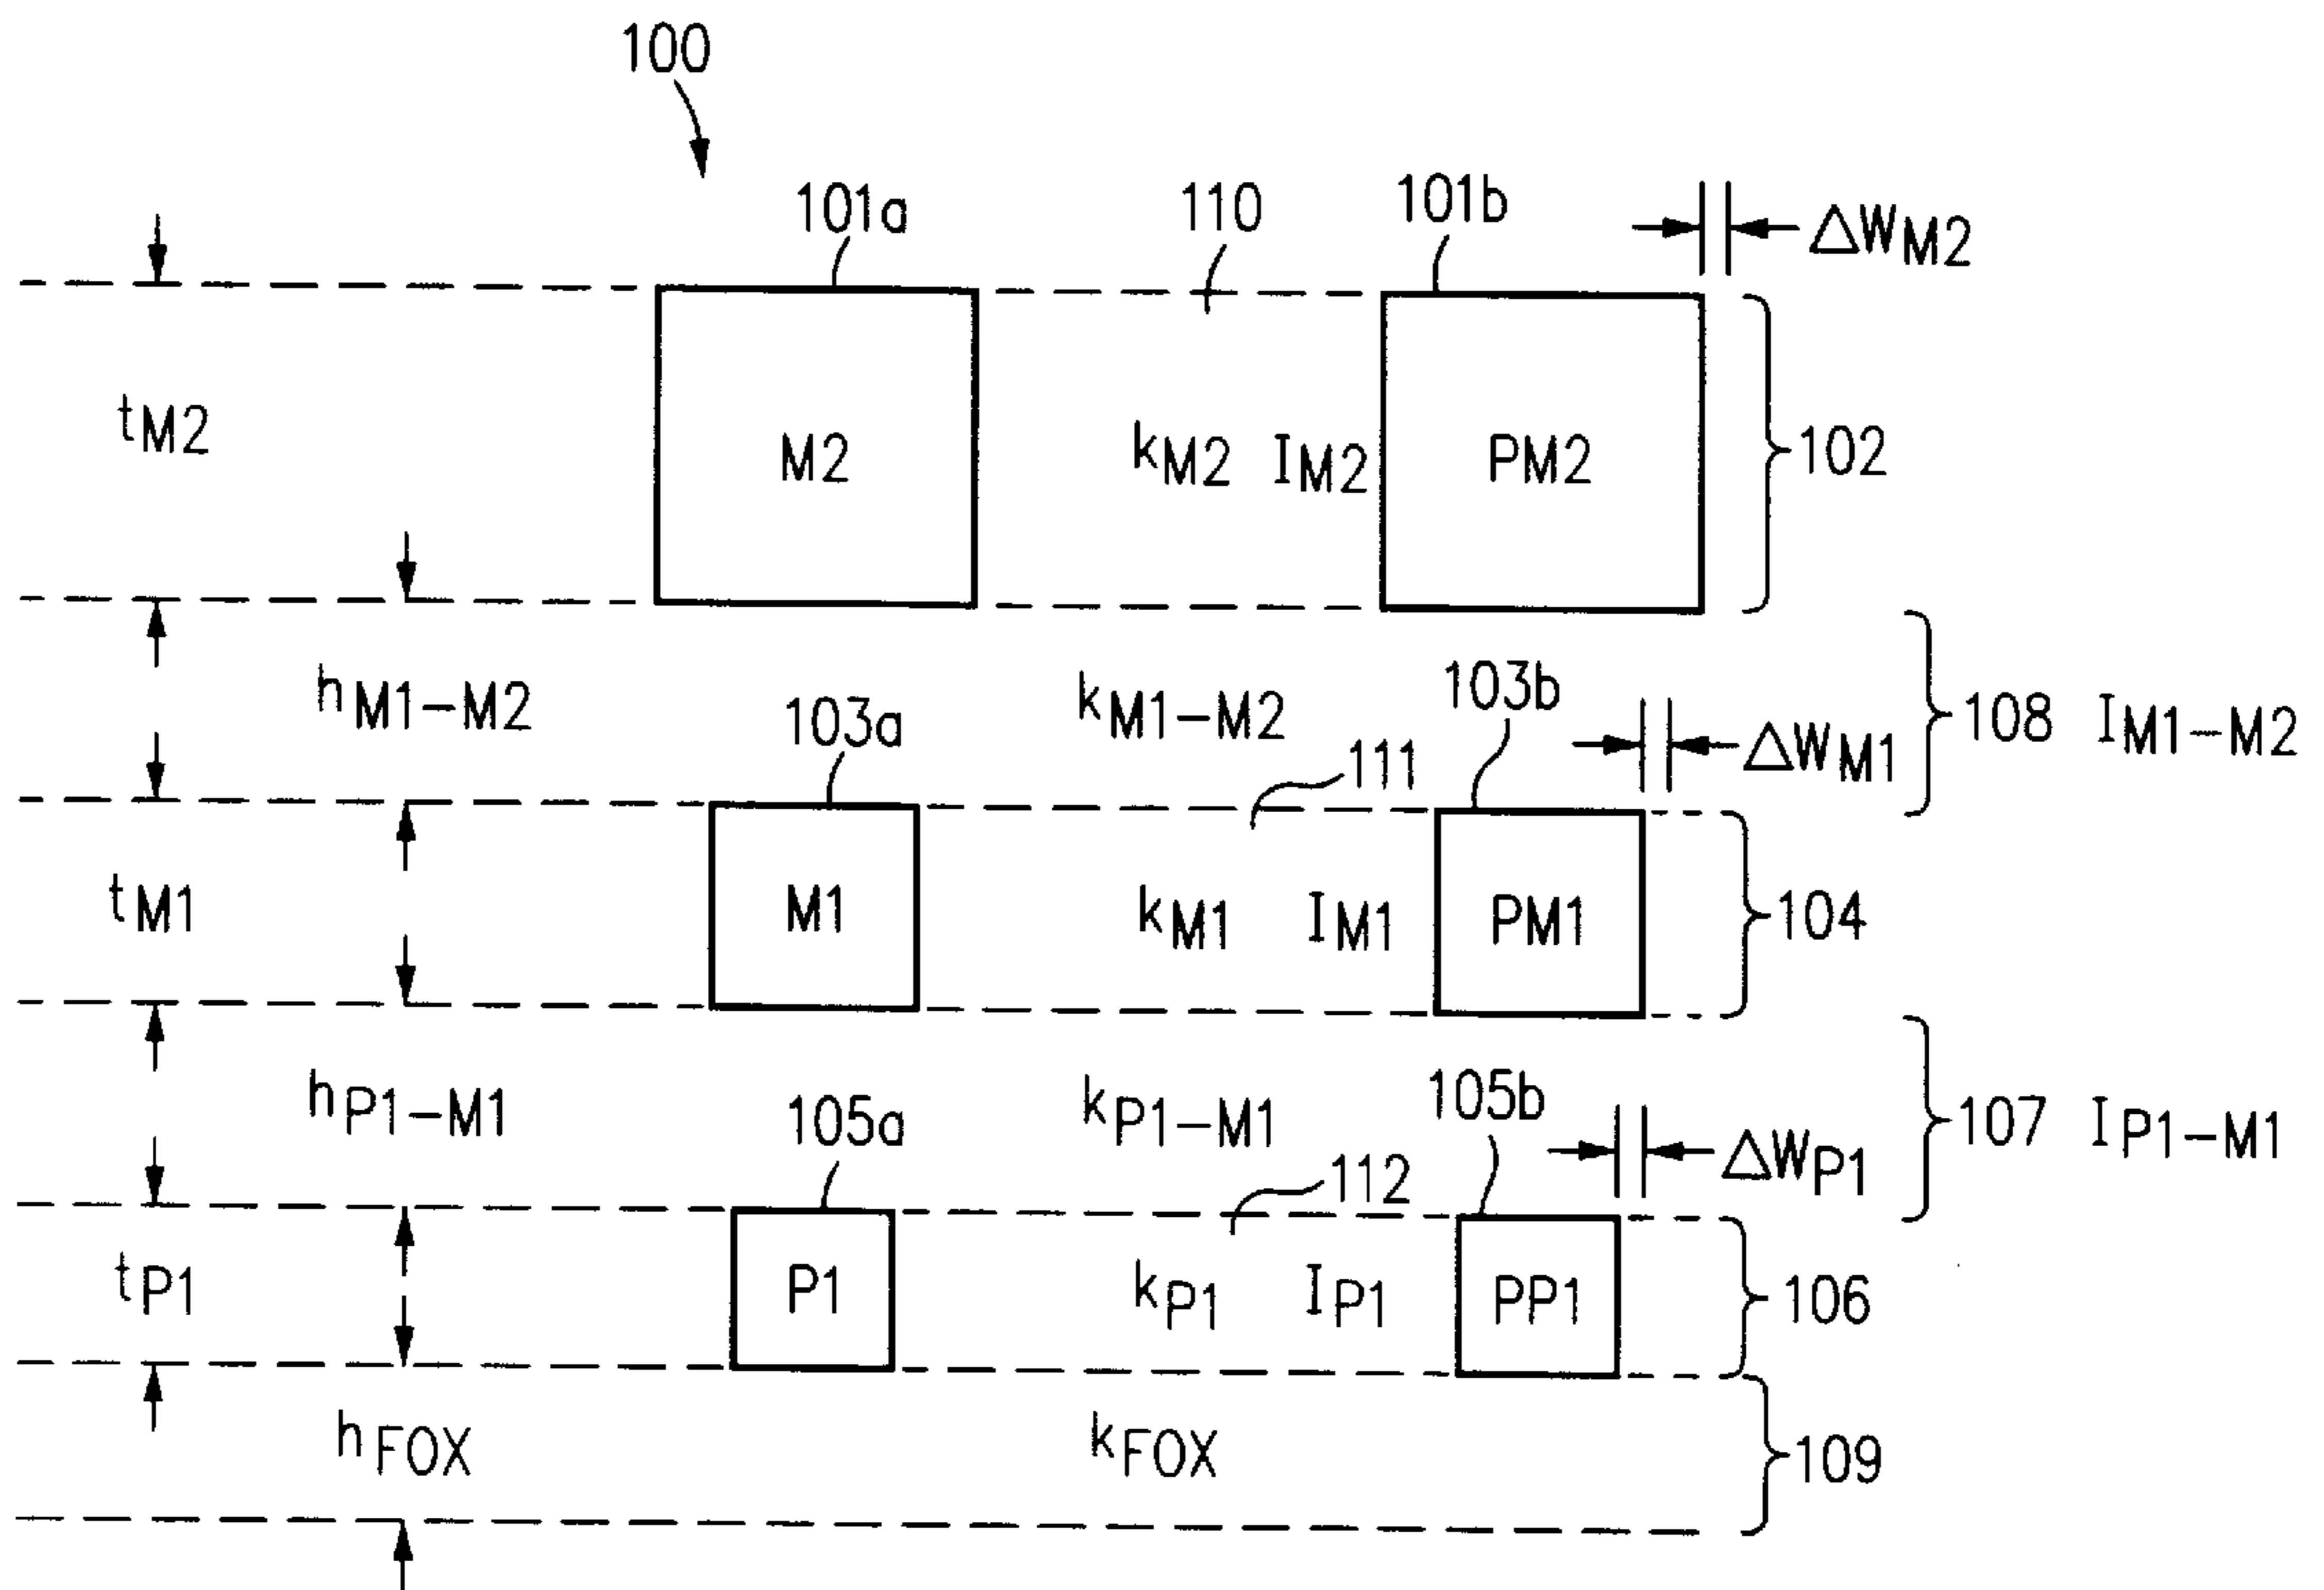 100
101a 110 101b ΔWM2
tM2 M2 kM2 IM2 PM2 102
hM1-M2 103a kM1-M2 103b ΔWM1 108 IM1-M2
111
tM1 M1 kM1 IM1 PM1 104
hP1-M1 105a kP1-M1 105b ΔWP1 107 IP1-M1
112
tP1 P1 kP1 IP1 PP1 106
hFOX kFOX 109